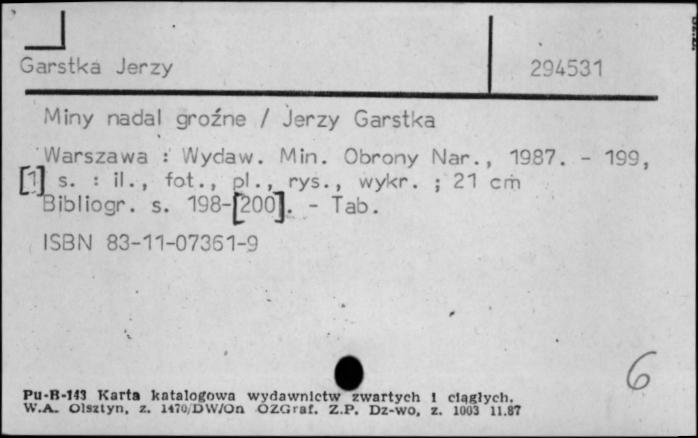 Garstka Jerzy 294531
Miny nadal groźne / Jerzy Garstka
Warszawa : Wydaw. Min. Obrony Nar., 1987. - 199,
[1] s. : il., fot., pl., rys., wykr. ; 21 cm
Bibliogr. s. 198-[200]. - Tab.
ISBN 83-11-07361-9
6
Pu-B-143 Karta katalogowa wydawnictw zwartych i ciągłych.
W.A. Olsztyn, z. 1470/DW/On OZGraf. Z.P. Dz-wo, z. 1003 11.87